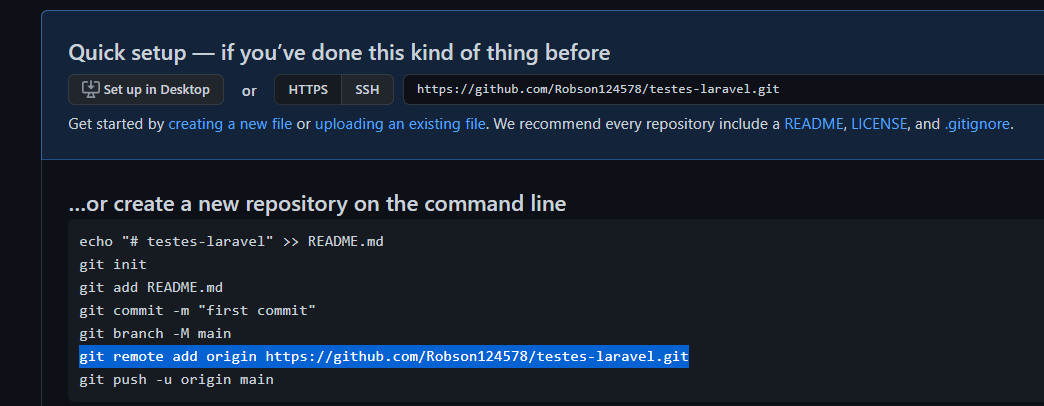 Quick setup — if you’ve done this kind of thing before
Set up in Desktop or HTTPS SSH https://github.com/Robson124578/testes-laravel.git
Get started by creating a new file or uploading an existing file. We recommend every repository include a README, LICENSE, and .gitignore.
…or create a new repository on the command line
echo "# testes-laravel" >> README.md
git init
git add README.md
git commit -m "first commit"
git branch -M main
git remote add origin https://github.com/Robson124578/testes-laravel.git
git push -u origin main